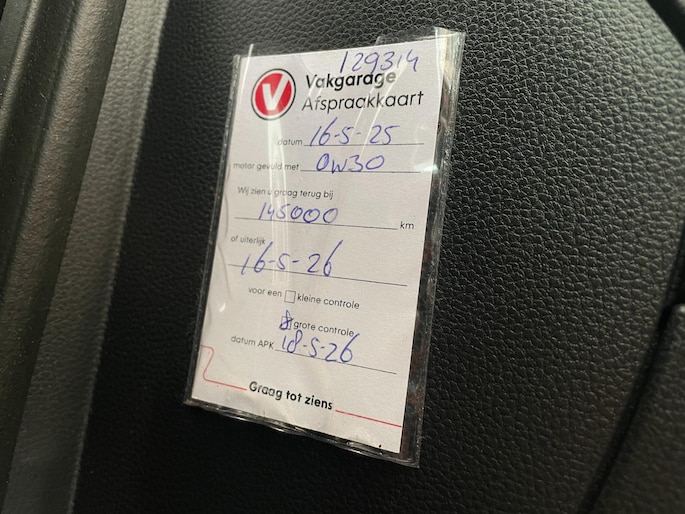 129314
V Vakgarage
Afspraakkaart
datum 16-5-25
motor gevuld met 0W30
Wij zien u graag terug bij
145000 km
of uiterlijk
16-5-26
voor een kleine controle
grote controle
datum APK 18-5-26
Graag tot ziens